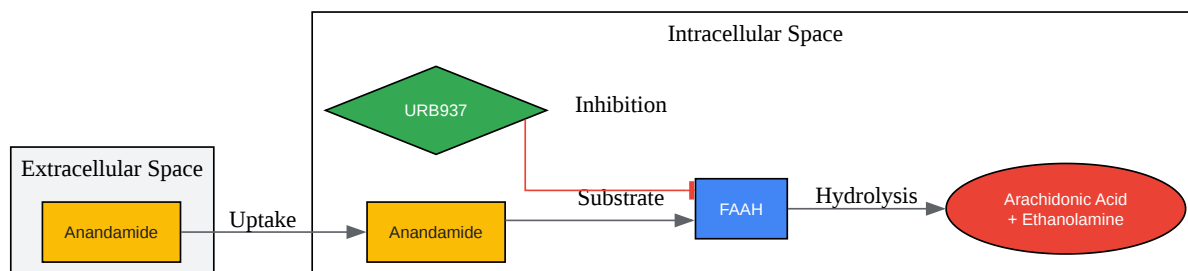 Intracellular Space
URB937
Inhibition
Extracellular Space
Anandamide
Uptake
Anandamide
Substrate
FAAH
Hydrolysis
Arachidonic Acid
+ Ethanolamine